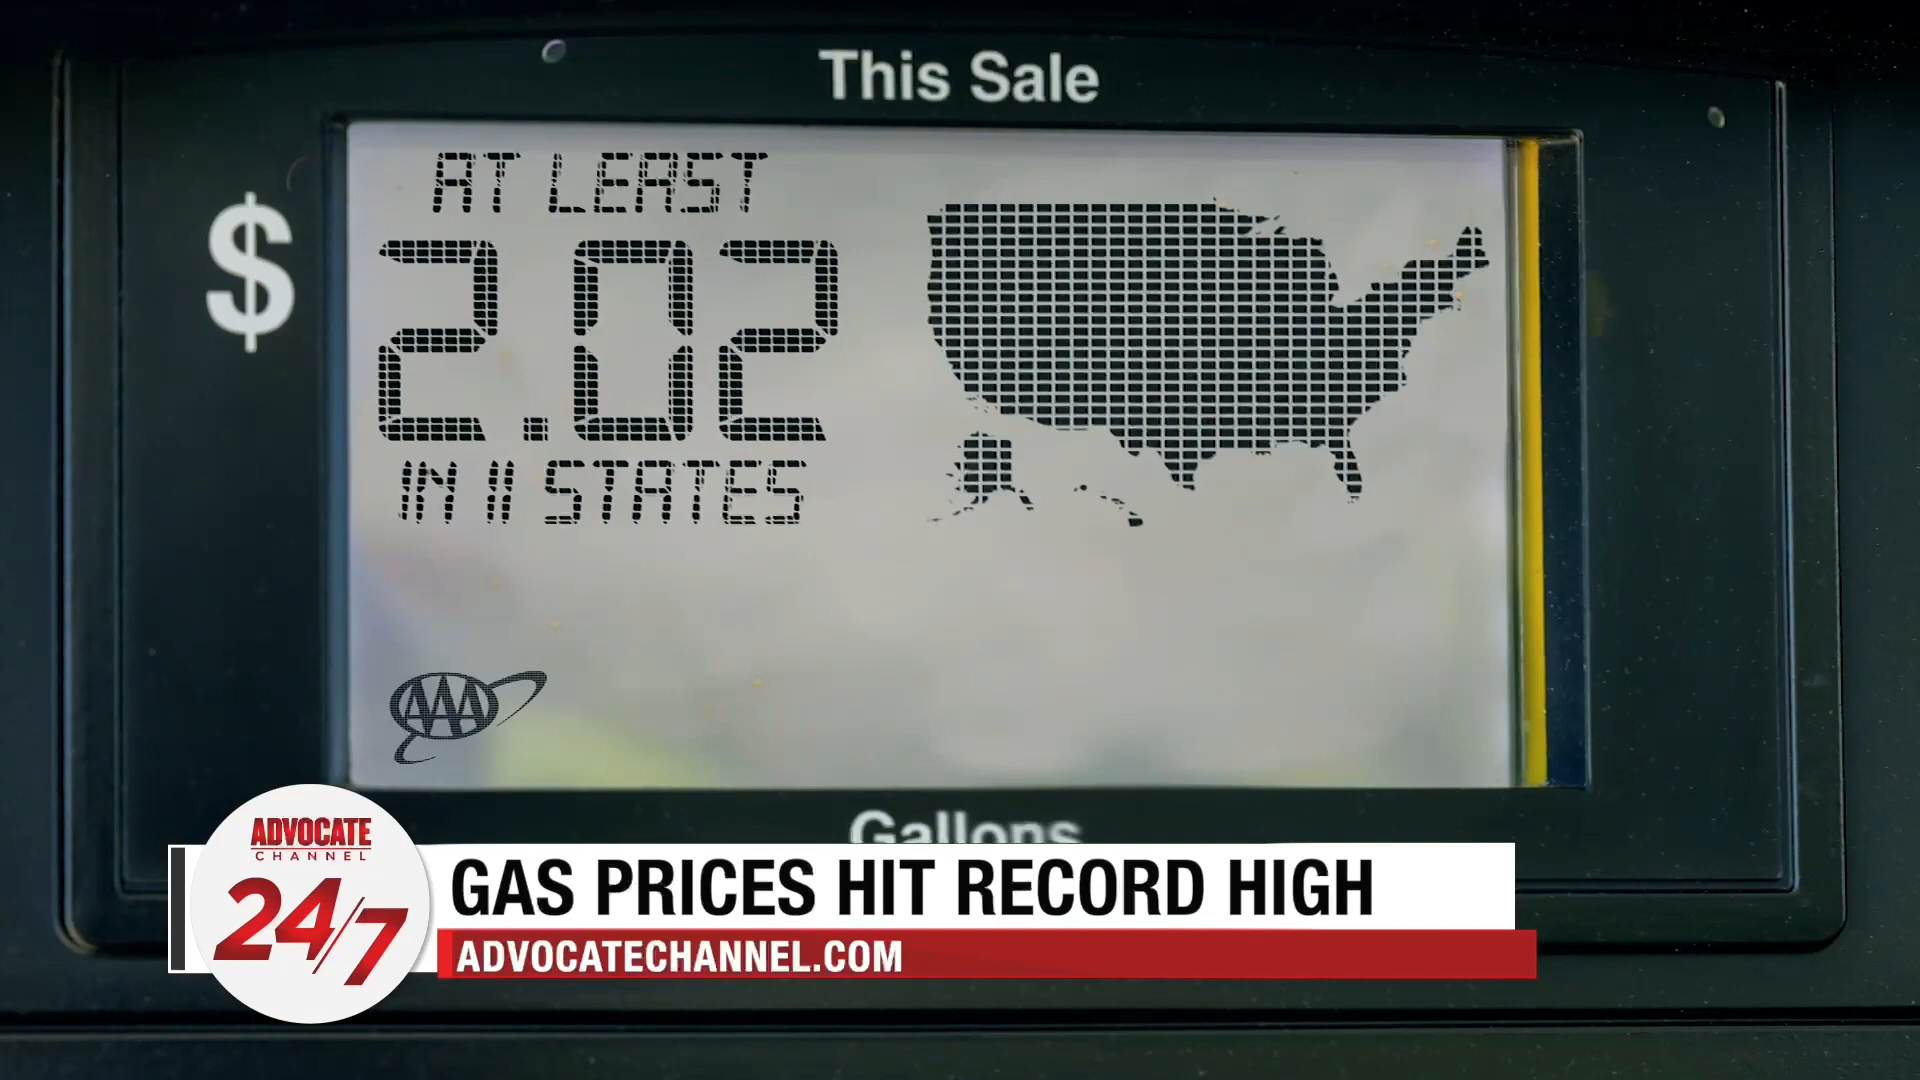 This Sale
$
AT LEAST
2.02
IN 11 STATES
AAA
Gallons
ADVOCATE
CHANNEL
24/7
GAS PRICES HIT RECORD HIGH
ADVOCATECHANNEL.COM